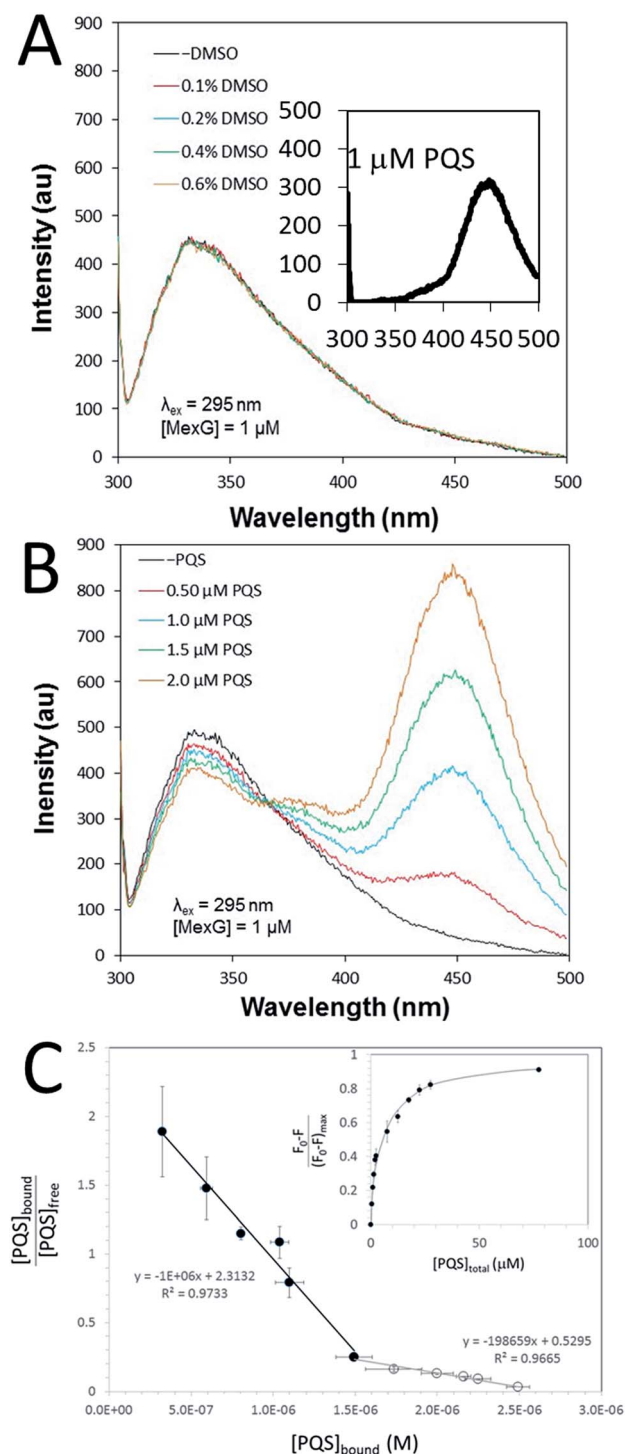 A
900
800
700
600
500
400
300
200
100
0
Intensity (au)
−DMSO
0.1% DMSO
0.2% DMSO
0.4% DMSO
0.6% DMSO
500
400
300
200
100
0
1 μM PQS
300 350 400 450 500
λex = 295 nm
[MexG] = 1 μM
300 350 400 450 500
Wavelength (nm)
B
900
800
700
600
500
400
300
200
100
0
Inensity (au)
−PQS
0.50 μM PQS
1.0 μM PQS
1.5 μM PQS
2.0 μM PQS
λex = 295 nm
[MexG] = 1 μM
300 350 400 450 500
Wavelength (nm)
C
2.5
2
1.5
1
0.5
0
[PQS]bound
[PQS]free
1
0.8
0.6
0.4
0.2
0
F0-F
(F0-F)max
0 50 100
[PQS]total (μM)
y = -1E+06x + 2.3132
R² = 0.9733
y = -198659x + 0.5295
R² = 0.9665
0.0E+00 5.0E-07 1.0E-06 1.5E-06 2.0E-06 2.5E-06 3.0E-06
[PQS]bound (M)